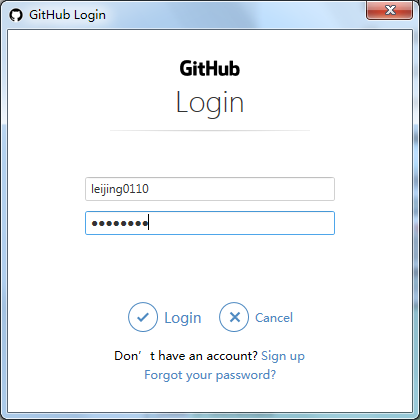 GitHub Login
GitHub
Login
leijing0110
●●●●●●●●
Login Cancel
Don't have an account? Sign up
Forgot your password?